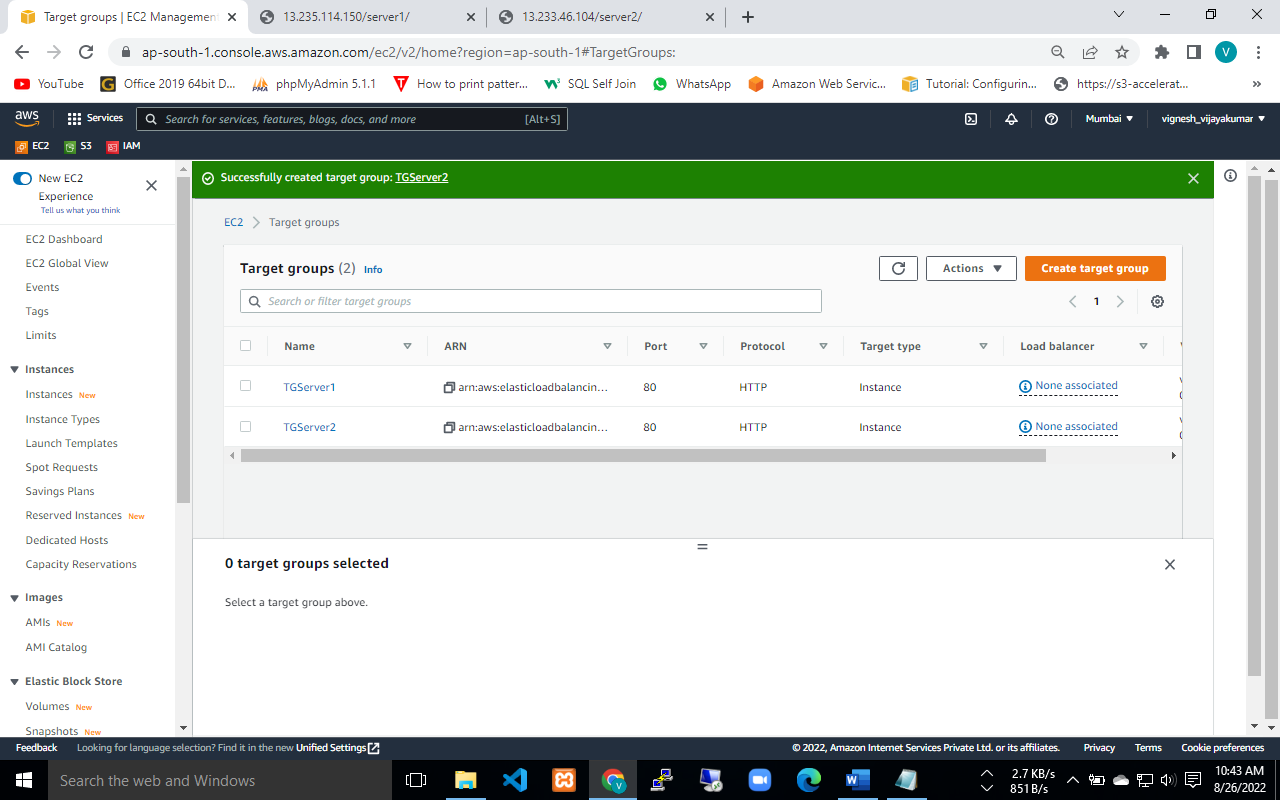 Target groups | EC2 Management
13.235.114.150/server1/
13.233.46.104/server2/
ap-south-1.console.aws.amazon.com/ec2/v2/home?region=ap-south-1#TargetGroups:
V
YouTube
Office 2019 64bit D...
phpMyAdmin 5.1.1
How to print patter...
SQL Self Join
WhatsApp
Amazon Web Servic...
Tutorial: Configurin...
https://s3-accelerat...
»
aws
Services
Search for services, features, blogs, docs, and more
[Alt+S]
Mumbai
vignesh_vijayakumar
EC2
S3
IAM
New EC2
Experience
Tell us what you think
EC2 Dashboard
EC2 Global View
Events
Tags
Limits
Instances
Instances New
Instance Types
Launch Templates
Spot Requests
Savings Plans
Reserved Instances New
Dedicated Hosts
Capacity Reservations
Images
AMIs New
AMI Catalog
Elastic Block Store
Volumes New
Snapshots New
Successfully created target group: TGServer2
EC2 > Target groups
Target groups (2) Info
Actions
Create target group
Search or filter target groups
1
Name ARN Port Protocol Target type Load balancer
TGServer1 arn:aws:elasticloadbalancin... 80 HTTP Instance None associated
TGServer2 arn:aws:elasticloadbalancin... 80 HTTP Instance None associated
0 target groups selected
Select a target group above.
Feedback
Looking for language selection? Find it in the new Unified Settings
© 2022, Amazon Internet Services Private Ltd. or its affiliates.
Privacy
Terms
Cookie preferences
Search the web and Windows
2.7 KB/s
851 B/s
10:43 AM
8/26/2022